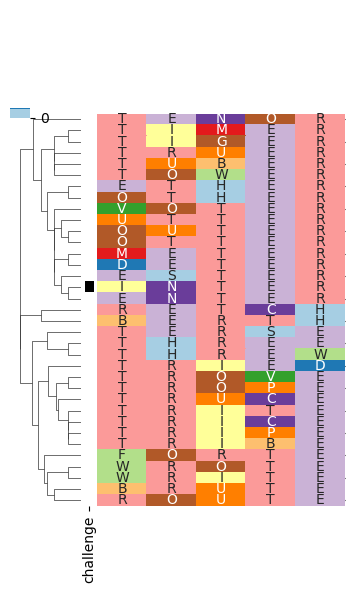 0
T E N O R
T I M E R
T I G E R
T R U E R
T U B E R
T O W E R
E T H E R
O T H E R
V O T E R
U T T E R
O U T E R
O T T E R
M E T E R
D E T E R
E S T E R
I N T E R
E N T E R
R E T C H
B E R T H
T E R S E
T H R E E
T H R E W
T R I E D
T R O V E
T R O P E
T R U C E
T R I T E
T R I C E
T R I P E
T R I B E
F O R T E
W R O T E
W R I T E
B R U T E
R O U T E
challenge